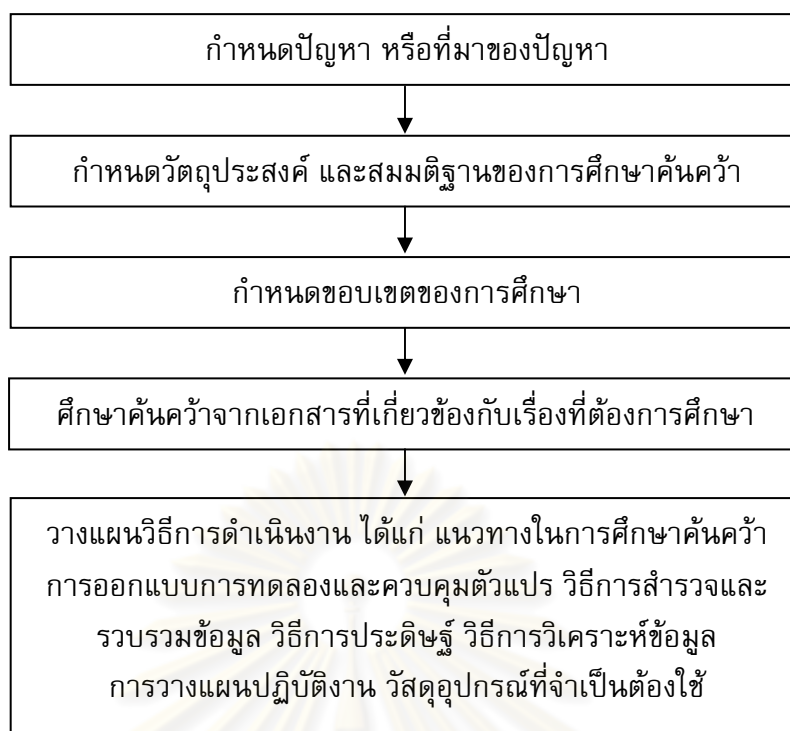 กำหนดปัญหา หรือที่มาของปัญหา
กำหนดวัตถุประสงค์ และสมมติฐานของการศึกษาค้นคว้า
กำหนดขอบเขตของการศึกษา
ศึกษาค้นคว้าจากเอกสารที่เกี่ยวข้องกับเรื่องที่ต้องการศึกษา
วางแผนวิธีการดำเนินงาน ได้แก่ แนวทางในการศึกษาค้นคว้า
การออกแบบการทดลองและควบคุมตัวแปร วิธีการสำรวจและ
รวบรวมข้อมูล วิธีการประดิษฐ์ วิธีการวิเคราะห์ข้อมูล
การวางแผนปฏิบัติงาน วัสดุอุปกรณ์ที่จำเป็นต้องใช้